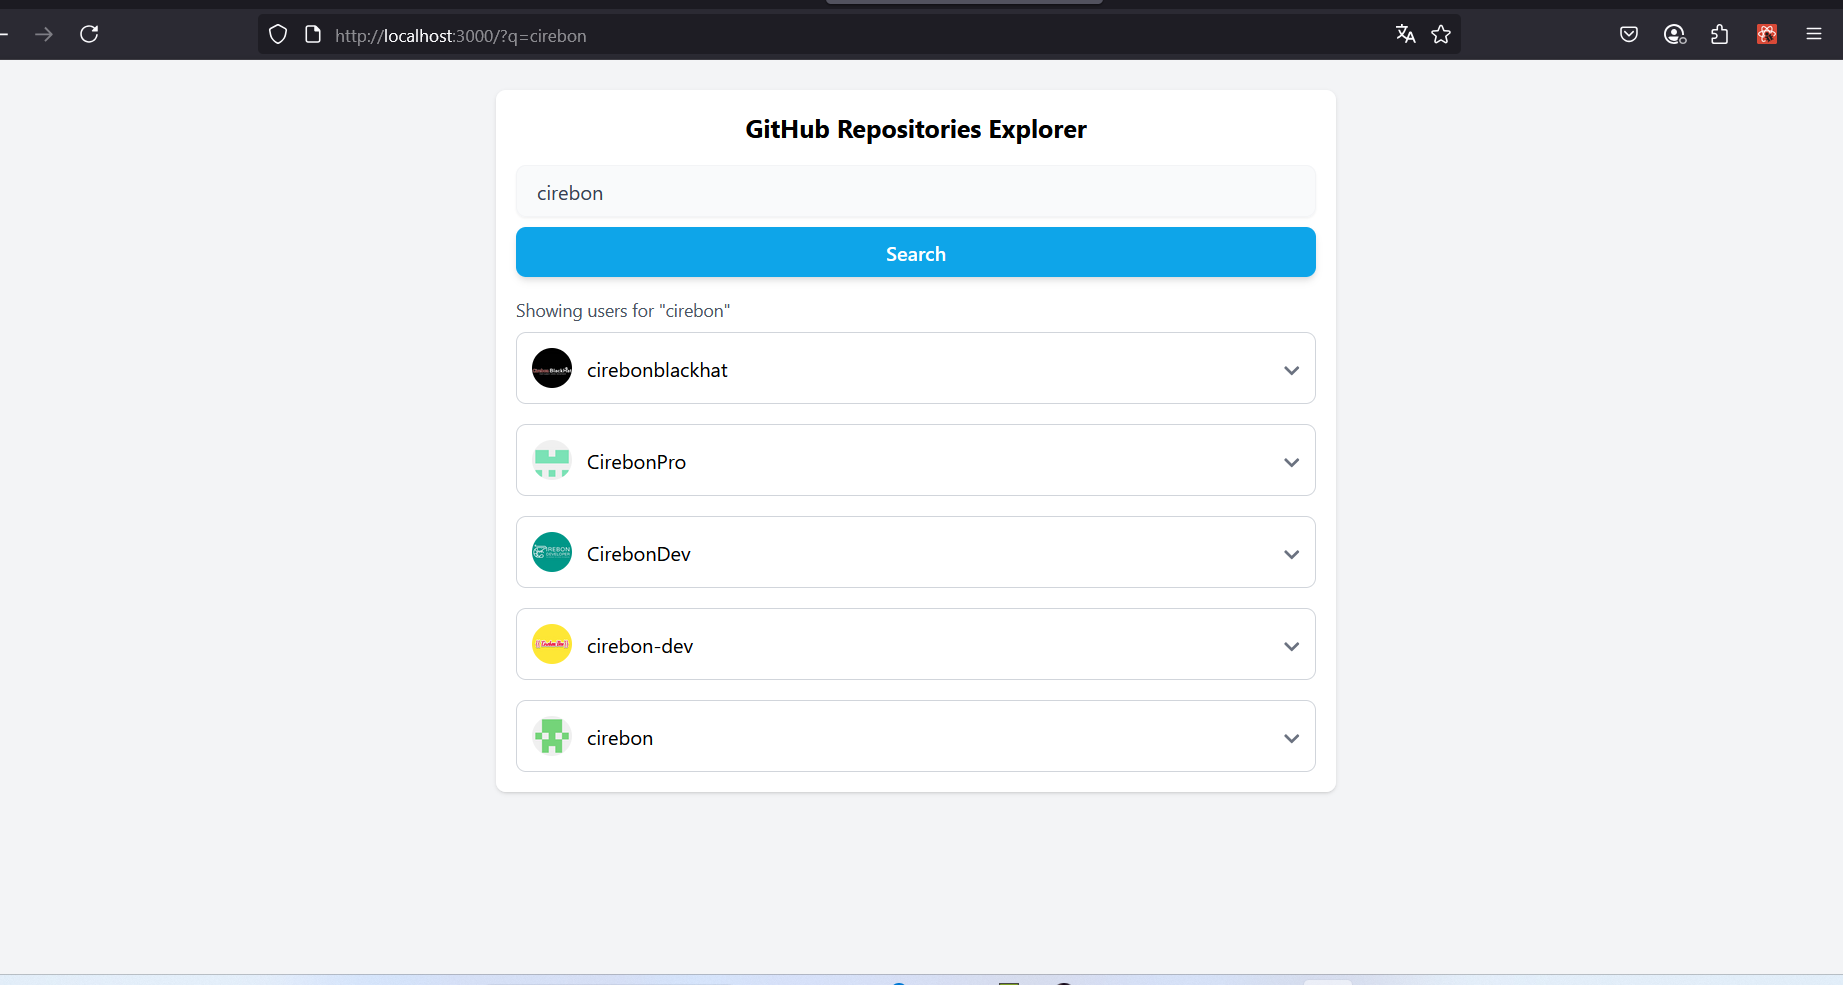 http://localhost:3000/?q=cirebon
GitHub Repositories Explorer
cirebon
Search
Showing users for "cirebon"
cirebonblackhat
CirebonPro
CirebonDev
cirebon-dev
cirebon